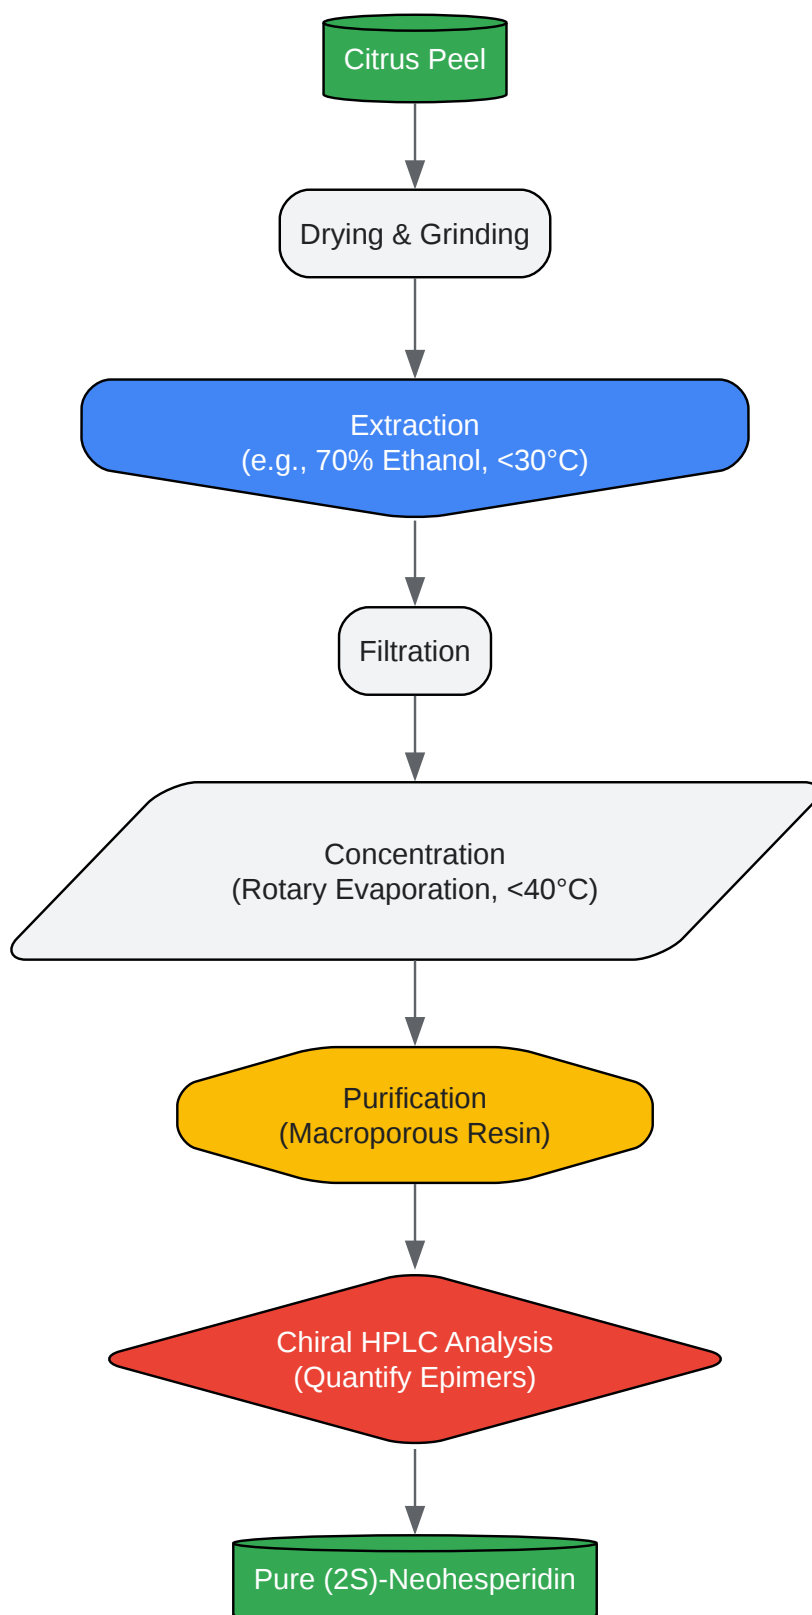 Citrus Peel
Drying & Grinding
Extraction
(e.g., 70% Ethanol, <30°C)
Filtration
Concentration
(Rotary Evaporation, <40°C)
Purification
(Macroporous Resin)
Chiral HPLC Analysis
(Quantify Epimers)
Pure (2S)-Neohesperidin